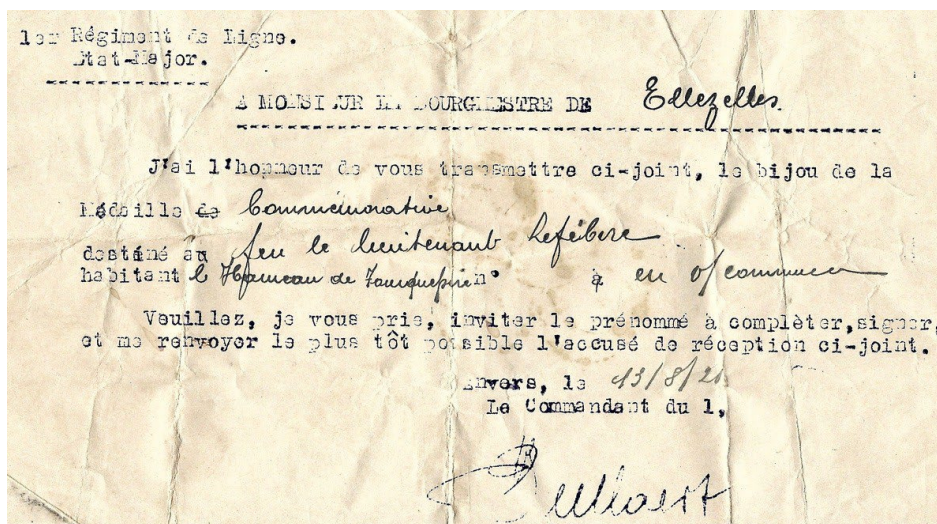 1er Régiment de Ligne.
Etat-Major.
A MONSIEUR LE BOURGMESTRE DE Ellezelles.
J'ai l'honneur de vous transmettre ci-joint, le bijou de la
Médaille de Commémorative
destiné au feu le lieutenant Lefébvre
habitant le Hameau de n° à en s/commune
Veuillez, je vous prie, inviter le prénommé à complèter,signer,
et me renvoyer le plus tôt possible l'accusé de réception ci-joint.
Anvers, le 13/8/21
Le Commandant du 1,